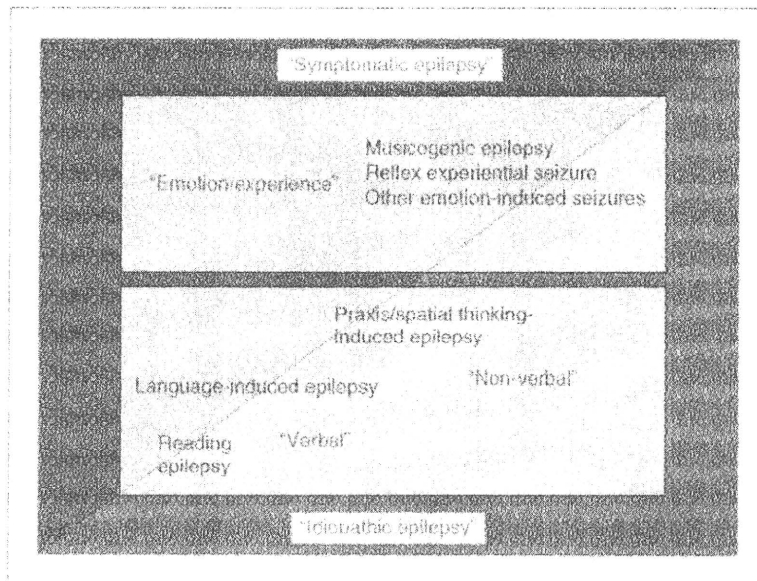 "Symptomatic epilepsy"
"Emotion-experience"
Musicogenic epilepsy
Reflex experiential seizure
Other emotion-induced seizures
Praxis/spatial thinking-
induced epilepsy
Language-induced epilepsy
"Non-verbal"
Reading
epilepsy
"Verbal"
"Idiopathic epilepsy"